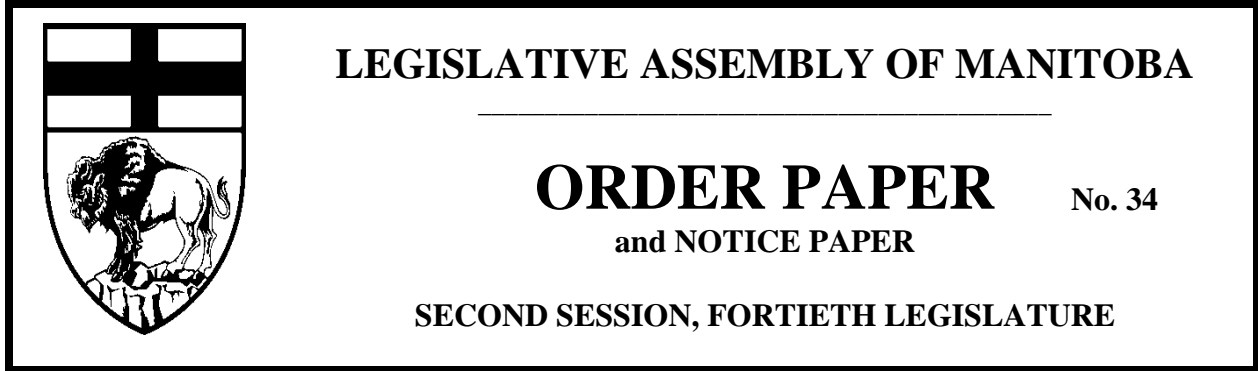 LEGISLATIVE ASSEMBLY OF MANITOBA
ORDER PAPER No. 34
and NOTICE PAPER
SECOND SESSION, FORTIETH LEGISLATURE